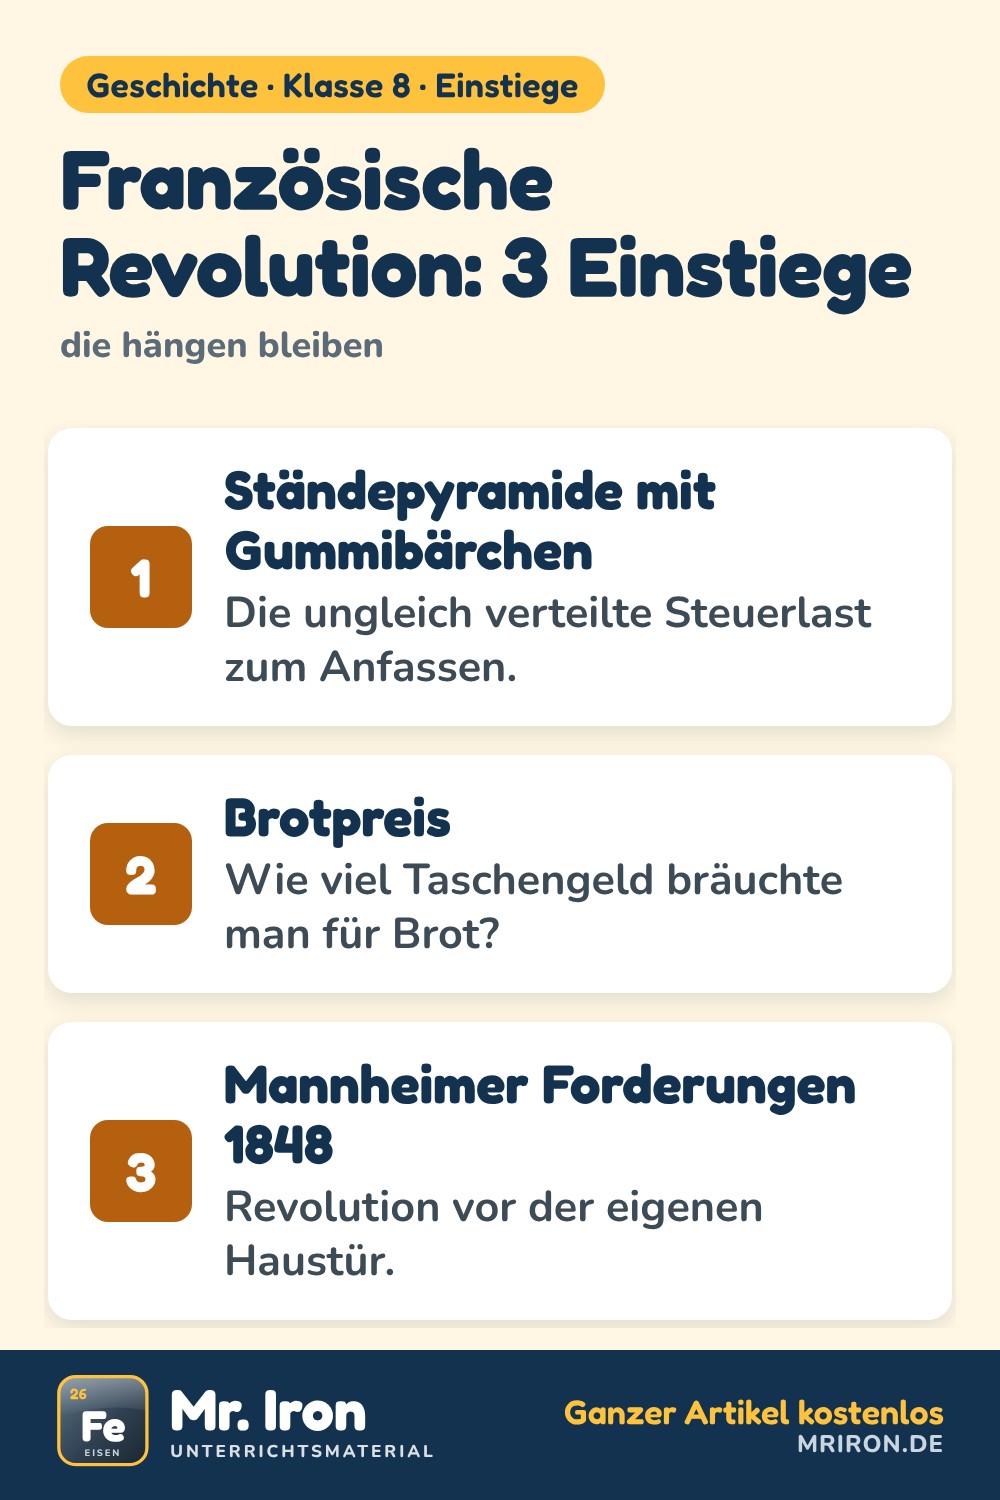 Geschichte · Klasse 8 · Einstiege
Französische
Revolution: 3 Einstiege
die hängen bleiben
1
Ständepyramide mit
Gummibärchen
Die ungleich verteilte Steuerlast
zum Anfassen.
2
Brotpreis
Wie viel Taschengeld bräuchte
man für Brot?
3
Mannheimer Forderungen
1848
Revolution vor der eigenen
Haustür.
26
Fe
EISEN
Mr. Iron
UNTERRICHTSMATERIAL
Ganzer Artikel kostenlos
MRIRON.DE